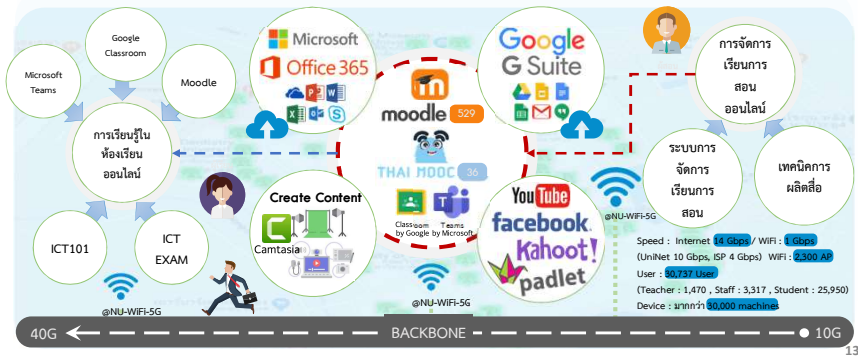 Google
Classroom
Microsoft
Teams
Moodle
การเรียนรู้ใน
ห้องเรียน
ออนไลน์
ICT101
ICT
EXAM
@NU-WiFi-5G
Microsoft
Office 365
Create Content
Camtasia
moodle 529
THAI MOOC 36
Classroom
by Google
Teams
by Microsoft
@NU-WiFi-5G
Google
G Suite
YouTube
facebook.
Kahoot!
padlet
@NU-WiFi-5G
การจัดการ
เรียนการ
สอน
ออนไลน์
ระบบการ
จัดการ
เรียนการ
สอน
เทคนิคการ
ผลิตสื่อ
Speed : Internet 14 Gbps / WiFi : 1 Gbps
(UniNet 10 Gbps, ISP 4 Gbps) WiFi : 2,300 AP
User : 30,737 User
(Teacher : 1,470 , Staff : 3,317 , Student : 25,950)
Device : มากกว่า 30,000 machines
40G BACKBONE 10G
13